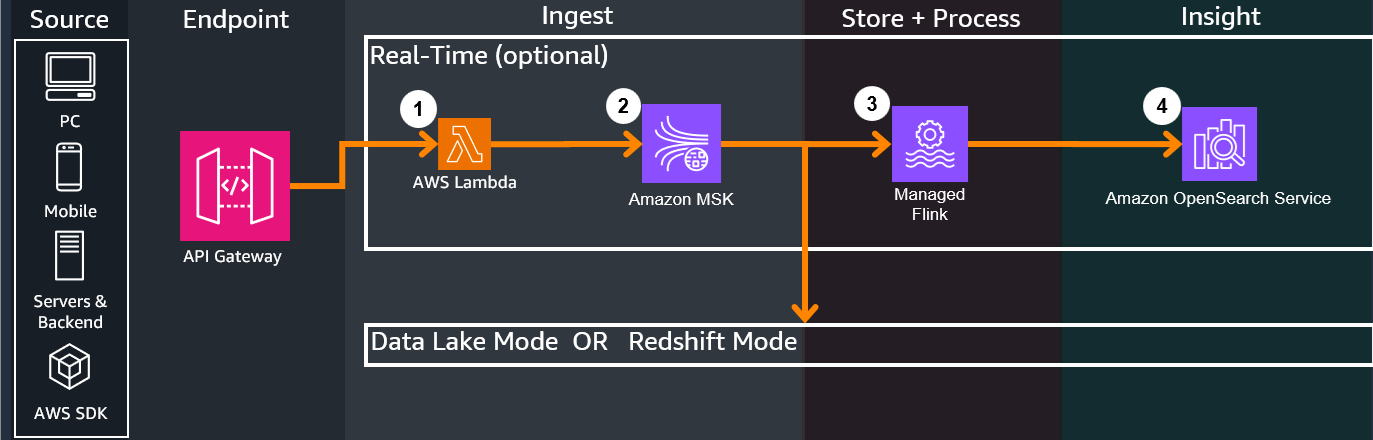 Source
Endpoint
Ingest
Store + Process
Insight
PC
Mobile
Servers &
Backend
AWS SDK
</>
API Gateway
Real-Time (optional)
1
AWS Lambda
2
Amazon MSK
3
Managed
Flink
4
Amazon OpenSearch Service
Data Lake Mode OR Redshift Mode